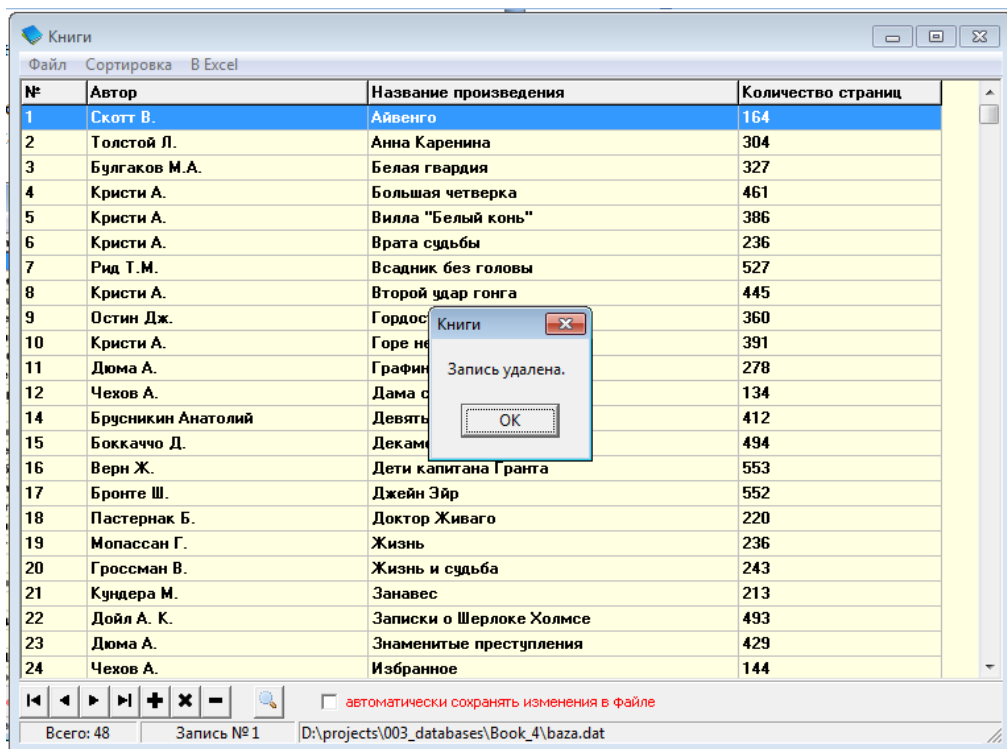 Книги
Файл Сортировка В Excel
№ Автор Название произведения Количество страниц
1 Скотт В. Айвенго 164
2 Толстой Л. Анна Каренина 304
3 Булгаков М.А. Белая гвардия 327
4 Кристи А. Большая четверка 461
5 Кристи А. Вилла "Белый конь" 386
6 Кристи А. Врата судьбы 236
7 Рид Т.М. Всадник без головы 527
8 Кристи А. Второй удар гонга 445
9 Остин Дж. Гордос 360
10 Кристи А. Горе не 391
11 Дюма А. Графин 278
12 Чехов А. Дама с 134
14 Брусникин Анатолий Девять 412
15 Боккаччо Д. Декам 494
16 Верн Ж. Дети капитана Гранта 553
17 Бронте Ш. Джейн Эйр 552
18 Пастернак Б. Доктор Живаго 220
19 Мопассан Г. Жизнь 236
20 Гроссман В. Жизнь и судьба 243
21 Кундера М. Занавес 213
22 Дойл А. К. Записки о Шерлоке Холмсе 493
23 Дюма А. Знаменитые преступления 429
24 Чехов А. Избранное 144
Книги
Запись удалена.
OK
автоматически сохранять изменения в файле
Всего: 48 Запись № 1 D:\projects\003_databases\Book_4\baza.dat